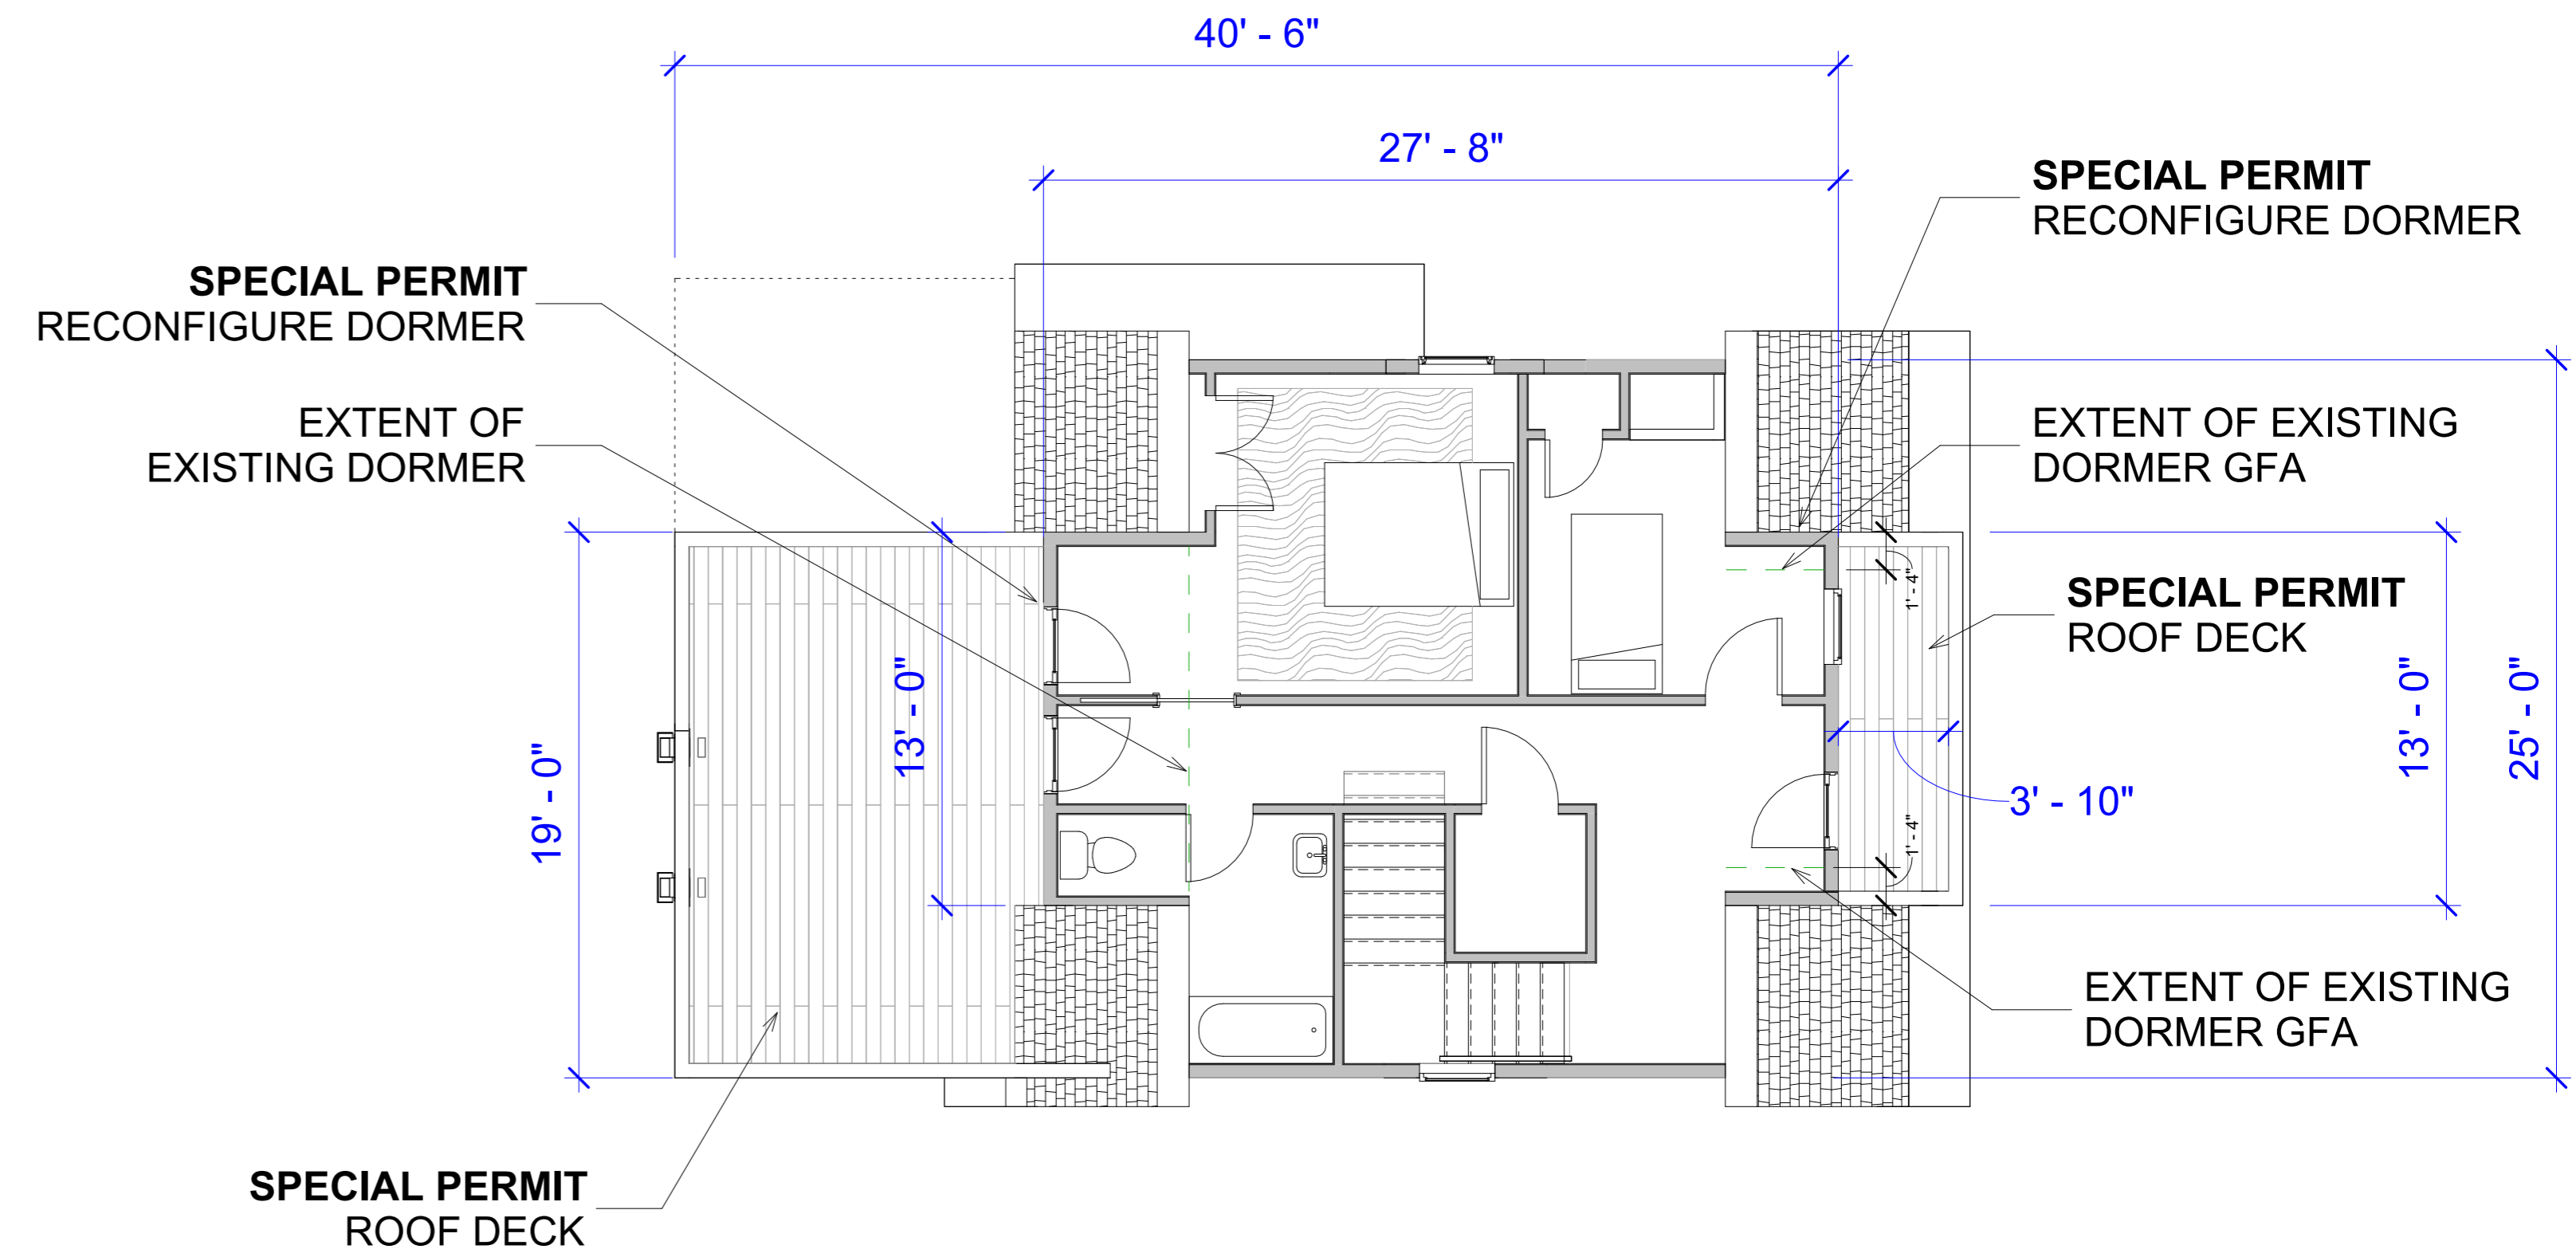 40' - 6"
27' - 8"
SPECIAL PERMIT
RECONFIGURE DORMER
SPECIAL PERMIT
RECONFIGURE DORMER
EXTENT OF
EXISTING DORMER
EXTENT OF EXISTING
DORMER GFA
1' - 4"
SPECIAL PERMIT
ROOF DECK
13' - 0"
19' - 0"
13' - 0"
25' - 0"
3' - 10"
1' - 4"
EXTENT OF EXISTING
DORMER GFA
SPECIAL PERMIT
ROOF DECK